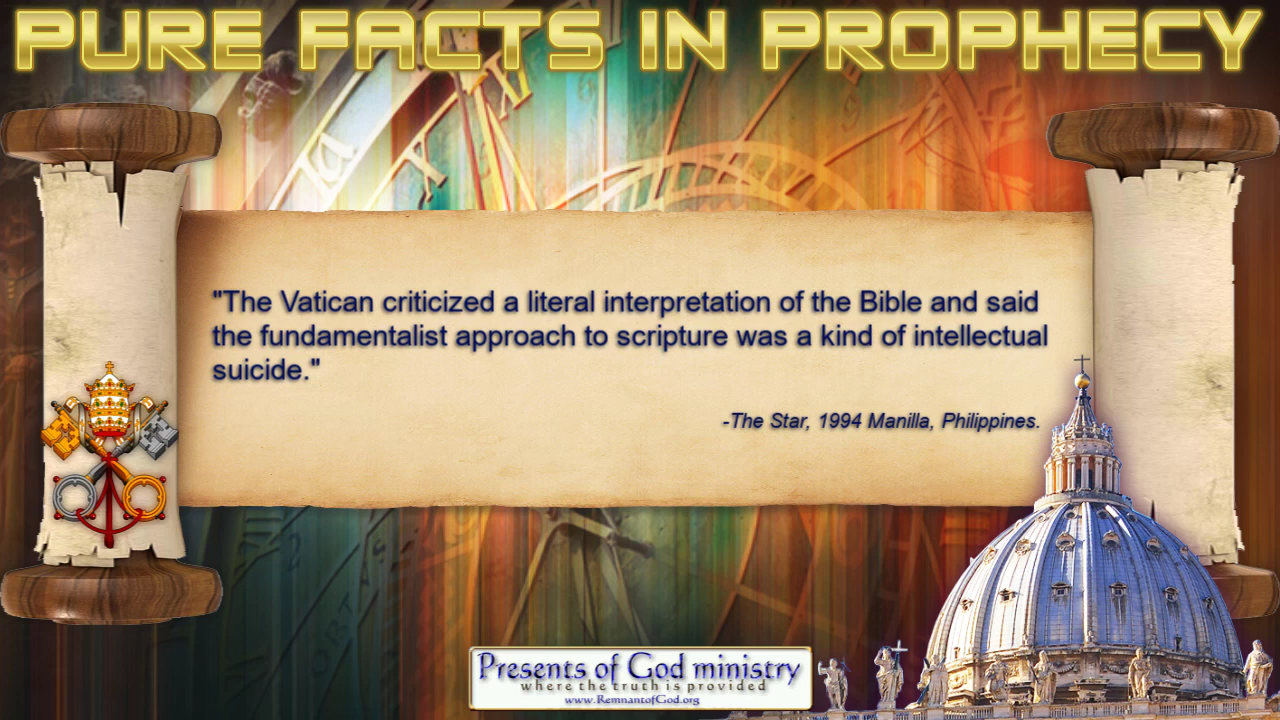 PURE FACTS IN PROPHECY
"The Vatican criticized a literal interpretation of the Bible and said
the fundamentalist approach to scripture was a kind of intellectual
suicide."
-The Star, 1994 Manilla, Philippines.
Presents of God ministry
where the truth is provided
www.RemnantofGod.org